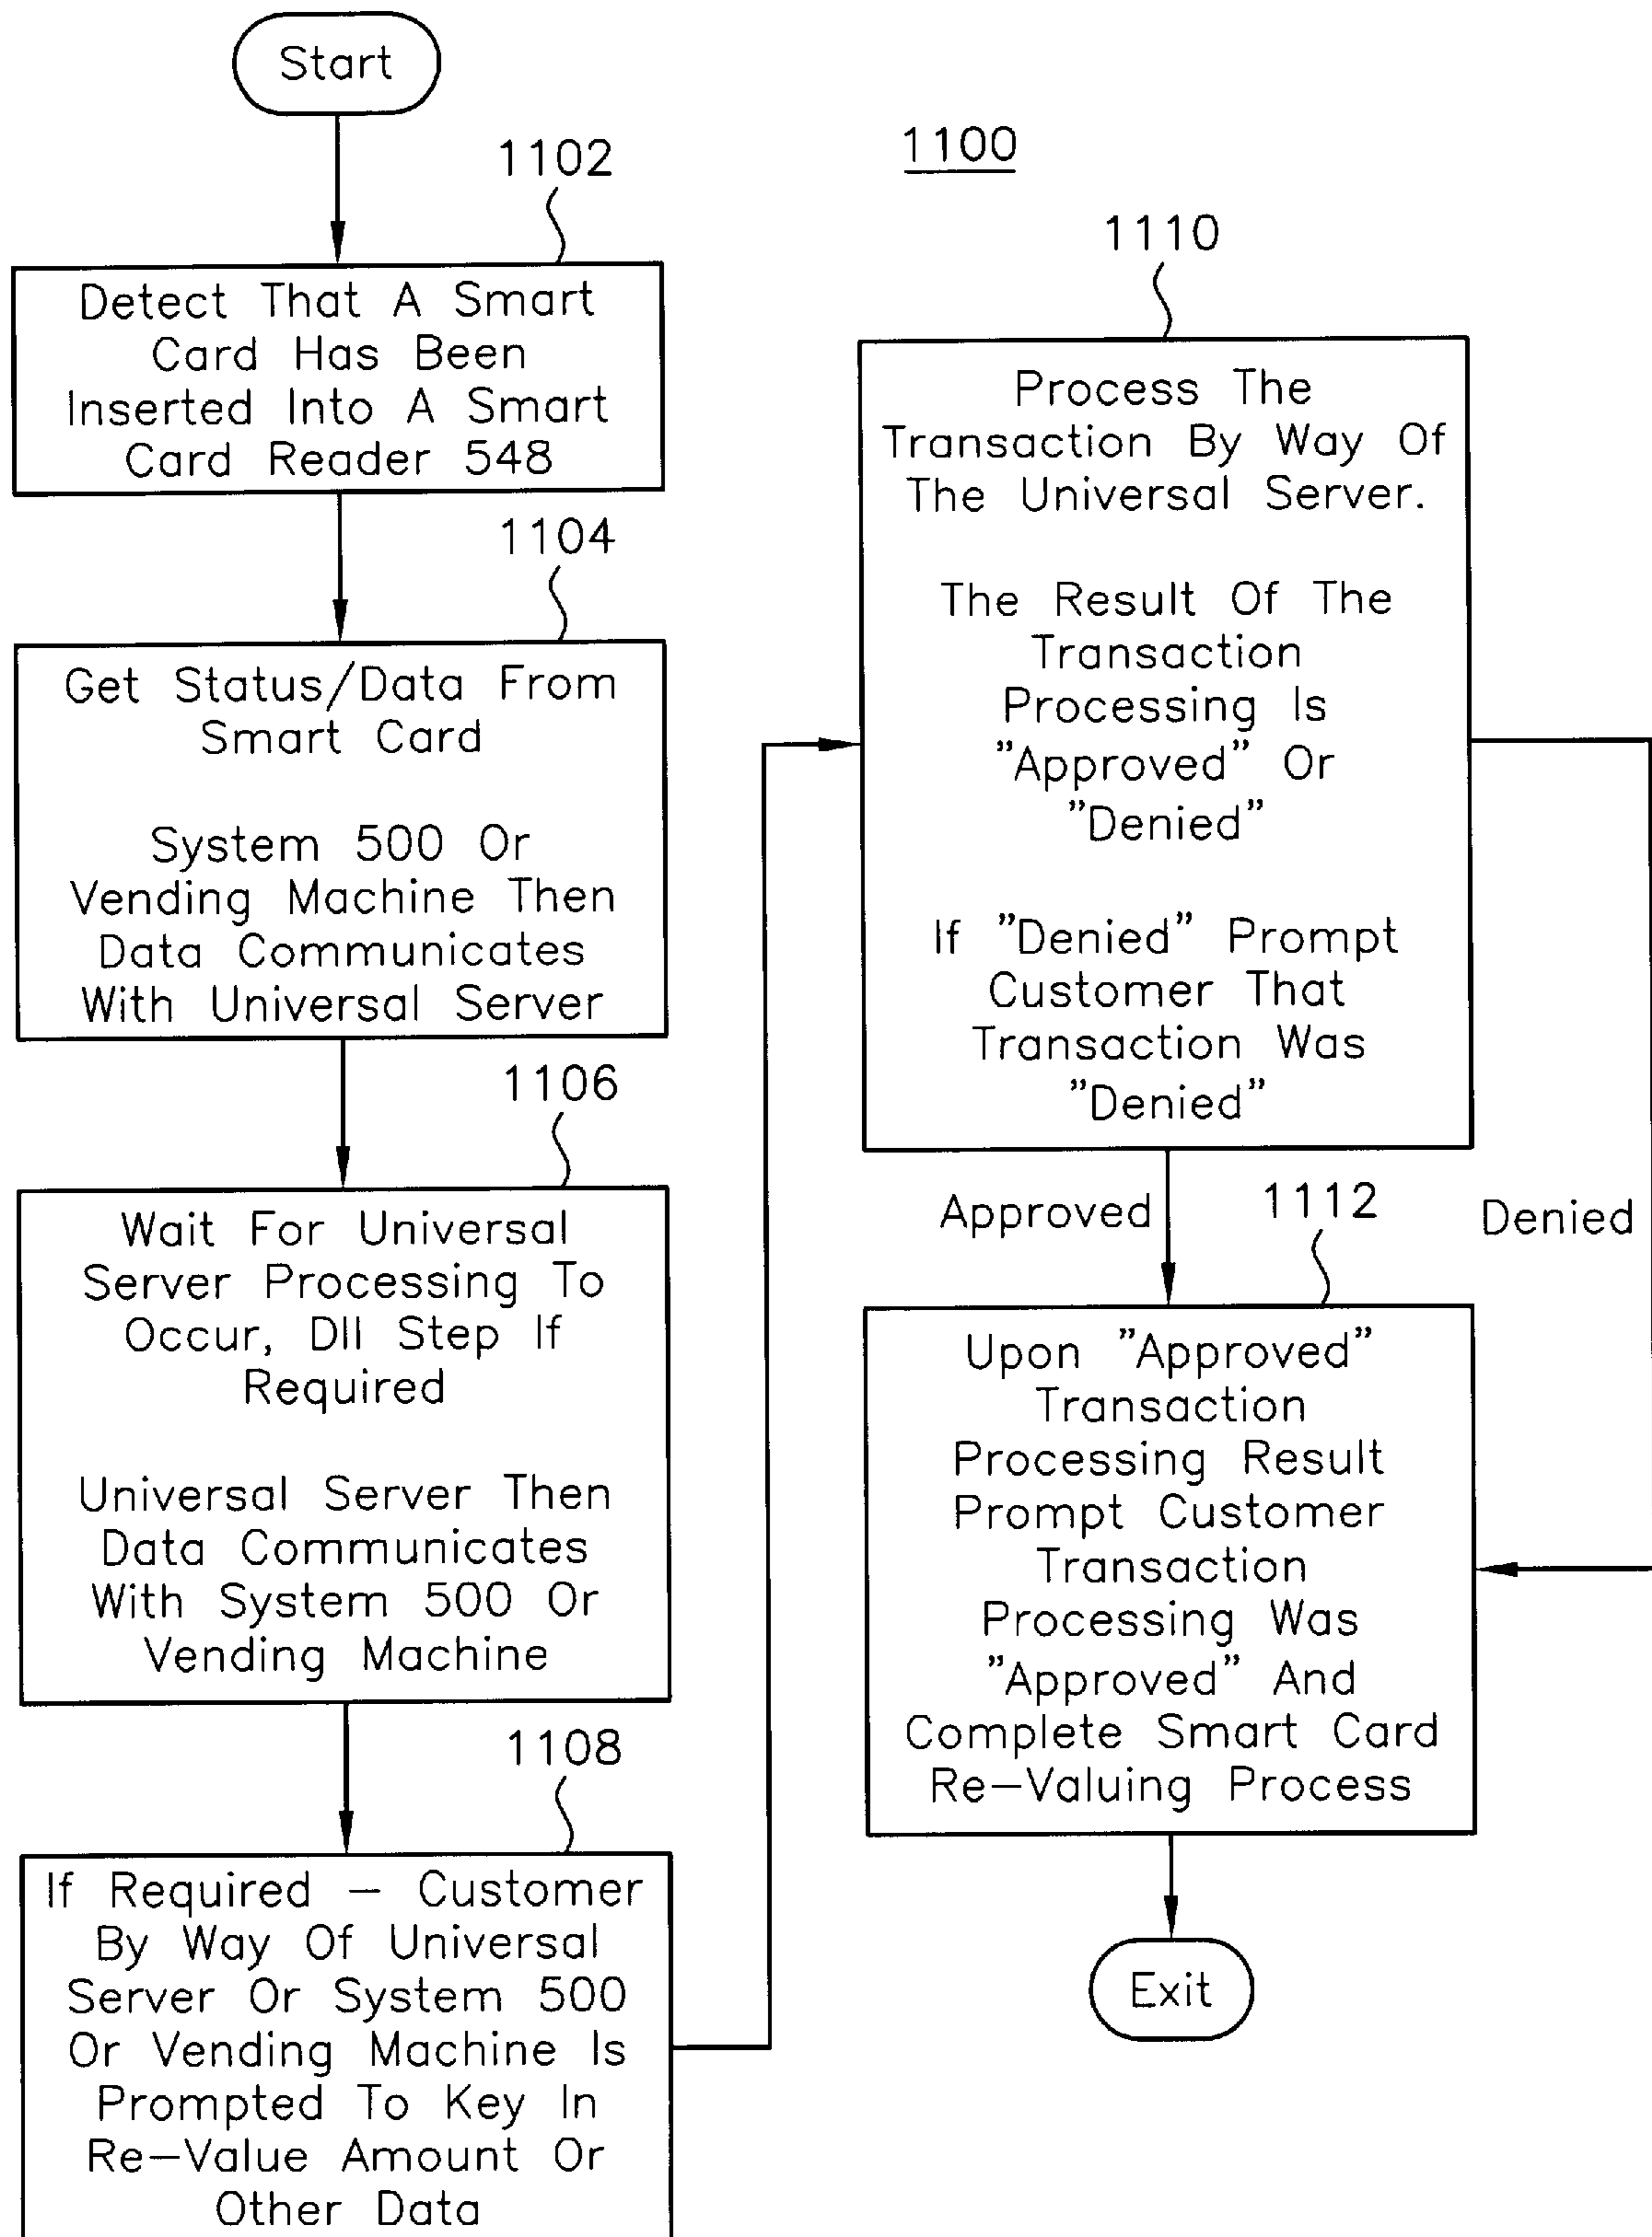 Start
1100
1102
Detect That A Smart
Card Has Been
Inserted Into A Smart
Card Reader 548
1104
Get Status/Data From
Smart Card
System 500 Or
Vending Machine Then
Data Communicates
With Universal Server
1106
Wait For Universal
Server Processing To
Occur, DII Step If
Required
Universal Server Then
Data Communicates
With System 500 Or
Vending Machine
1108
If Required – Customer
By Way Of Universal
Server Or System 500
Or Vending Machine Is
Prompted To Key In
Re-Value Amount Or
Other Data
1110
Process The
Transaction By Way Of
The Universal Server.
The Result Of The
Transaction
Processing Is
"Approved" Or
"Denied"
If "Denied" Prompt
Customer That
Transaction Was
"Denied"
Approved
Denied
1112
Upon "Approved"
Transaction
Processing Result
Prompt Customer
Transaction
Processing Was
"Approved" And
Complete Smart Card
Re-Valuing Process
Exit